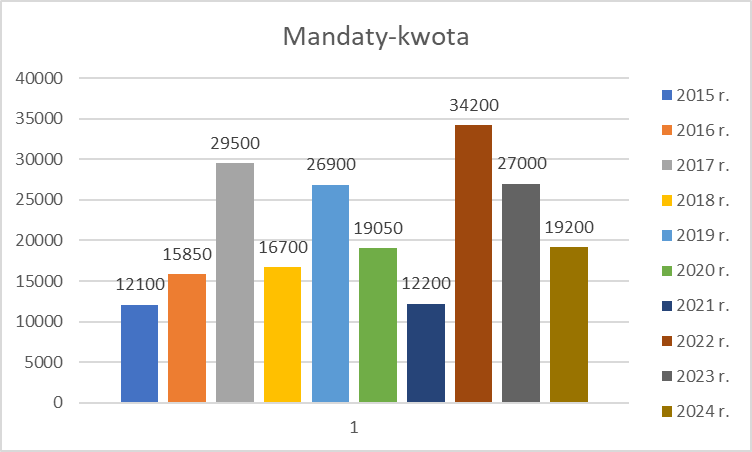 Mandaty-kwota
40000
35000
30000
25000
20000
15000
10000
5000
0
12100
15850
29500
16700
26900
19050
12200
34200
27000
19200
1
2015 r.
2016 r.
2017 r.
2018 r.
2019 r.
2020 r.
2021 r.
2022 r.
2023 r.
2024 r.